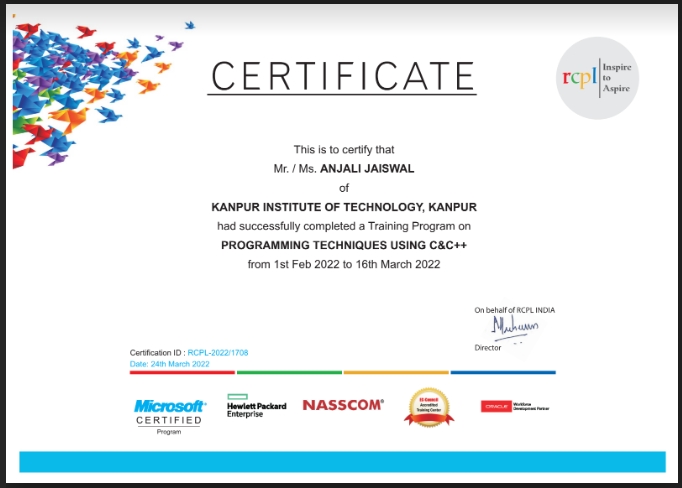 CERTIFICATE
rcpl Inspire
to
Aspire
This is to certify that
Mr. / Ms. ANJALI JAISWAL
of
KANPUR INSTITUTE OF TECHNOLOGY, KANPUR
had successfully completed a Training Program on
PROGRAMMING TECHNIQUES USING C&C++
from 1st Feb 2022 to 16th March 2022
On behalf of RCPL INDIA
Director
Certification ID : RCPL-2022/1708
Date: 24th March 2022
Microsoft
CERTIFIED
Program
Hewlett Packard
Enterprise
NASSCOM®
EC-Council
Accredited
Training Center
ORACLE
Workforce
Development Partner